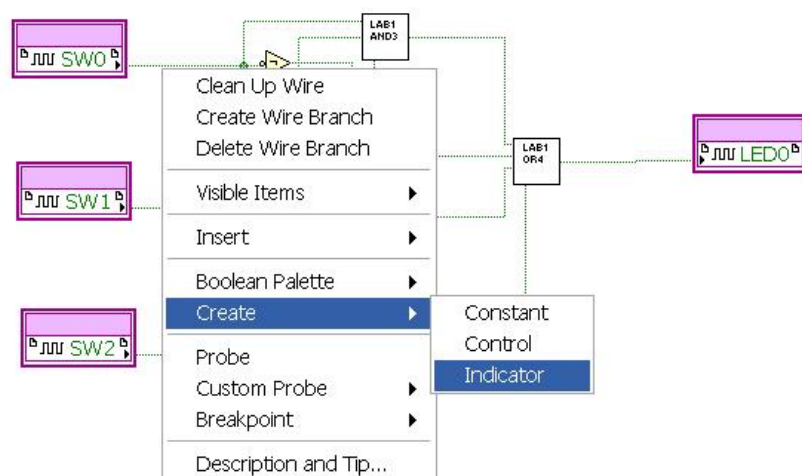 LAB1
AND3
SW0
Clean Up Wire
Create Wire Branch
Delete Wire Branch
LAB1
OR4
LED0
Visible Items
SW1
Insert
Boolean Palette
Create
Constant
Control
Indicator
SW2
Probe
Custom Probe
Breakpoint
Description and Tip...